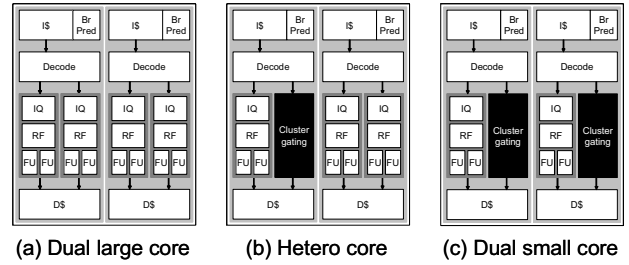 I$ Br Pred I$ Br Pred I$ Br Pred I$ Br Pred I$ Br Pred I$ Br Pred
Decode Decode Decode Decode Decode Decode
IQ IQ IQ IQ IQ IQ IQ IQ IQ
RF RF RF RF RF Cluster gating RF RF RF Cluster gating RF Cluster gating
FU FU FU FU FU FU FU FU FU FU FU FU FU FU FU FU FU FU
D$ D$ D$ D$ D$ D$
(a) Dual large core (b) Hetero core (c) Dual small core